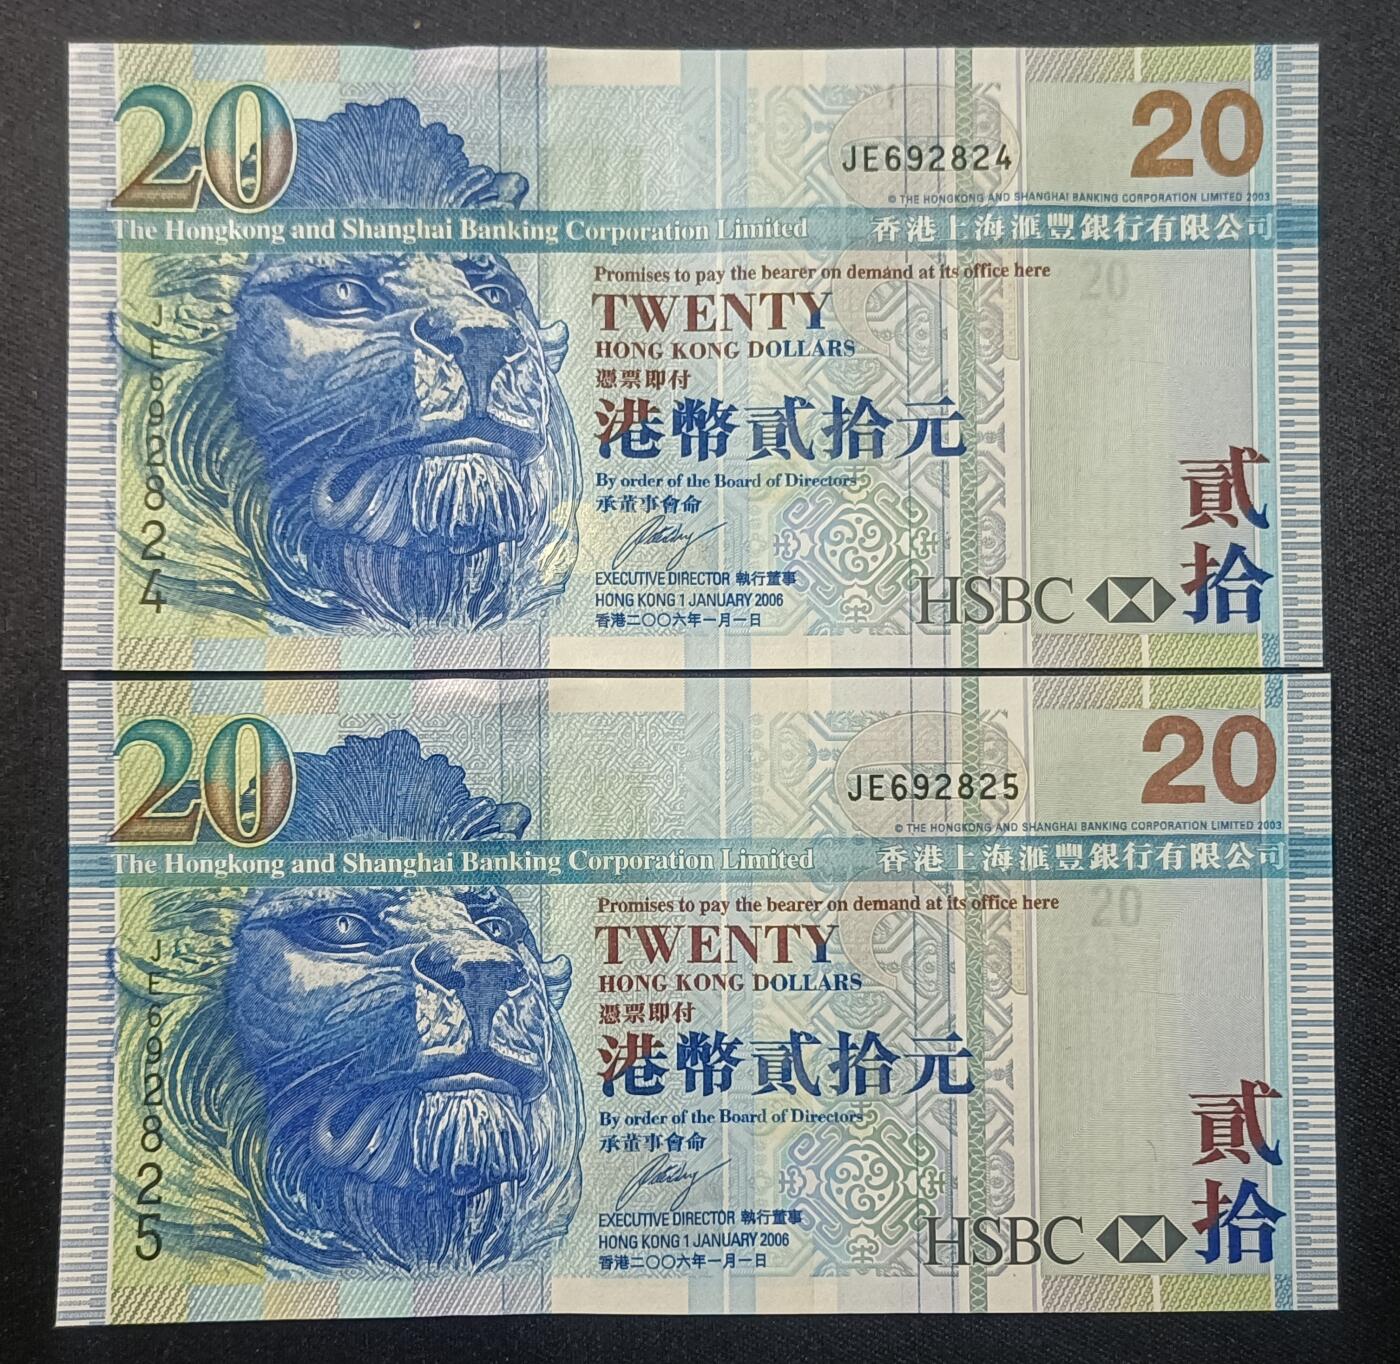 20
20
JE692824
© THE HONGKONG AND SHANGHAI BANKING CORPORATION LIMITED 2003
The Hongkong and Shanghai Banking Corporation Limited 香港上海滙豐銀行有限公司
Promises to pay the bearer on demand at its office here
20
TWENTY
HONG KONG DOLLARS
憑票即付
港幣貳拾元
By order of the Board of Directors
承董事會命
EXECUTIVE DIRECTOR 執行董事
HONG KONG 1 JANUARY 2006
香港二〇〇六年一月一日
HSBC
貳拾
JE692824
20
20
JE692825
© THE HONGKONG AND SHANGHAI BANKING CORPORATION LIMITED 2003
The Hongkong and Shanghai Banking Corporation Limited 香港上海滙豐銀行有限公司
Promises to pay the bearer on demand at its office here
20
TWENTY
HONG KONG DOLLARS
憑票即付
港幣貳拾元
By order of the Board of Directors
承董事會命
EXECUTIVE DIRECTOR 執行董事
HONG KONG 1 JANUARY 2006
香港二〇〇六年一月一日
HSBC
貳拾
JE692825